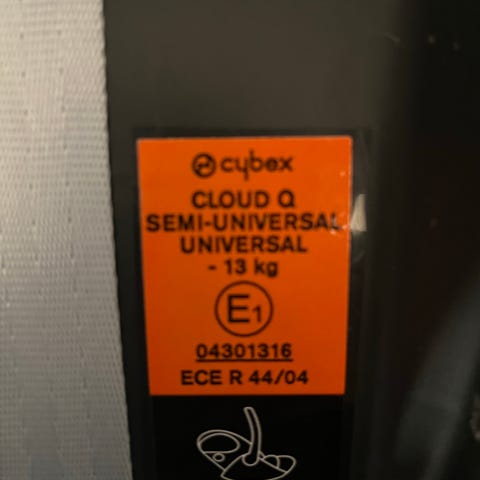 cybex
CLOUD Q
SEMI-UNIVERSAL
UNIVERSAL
- 13 kg
E1
04301316
ECE R 44/04